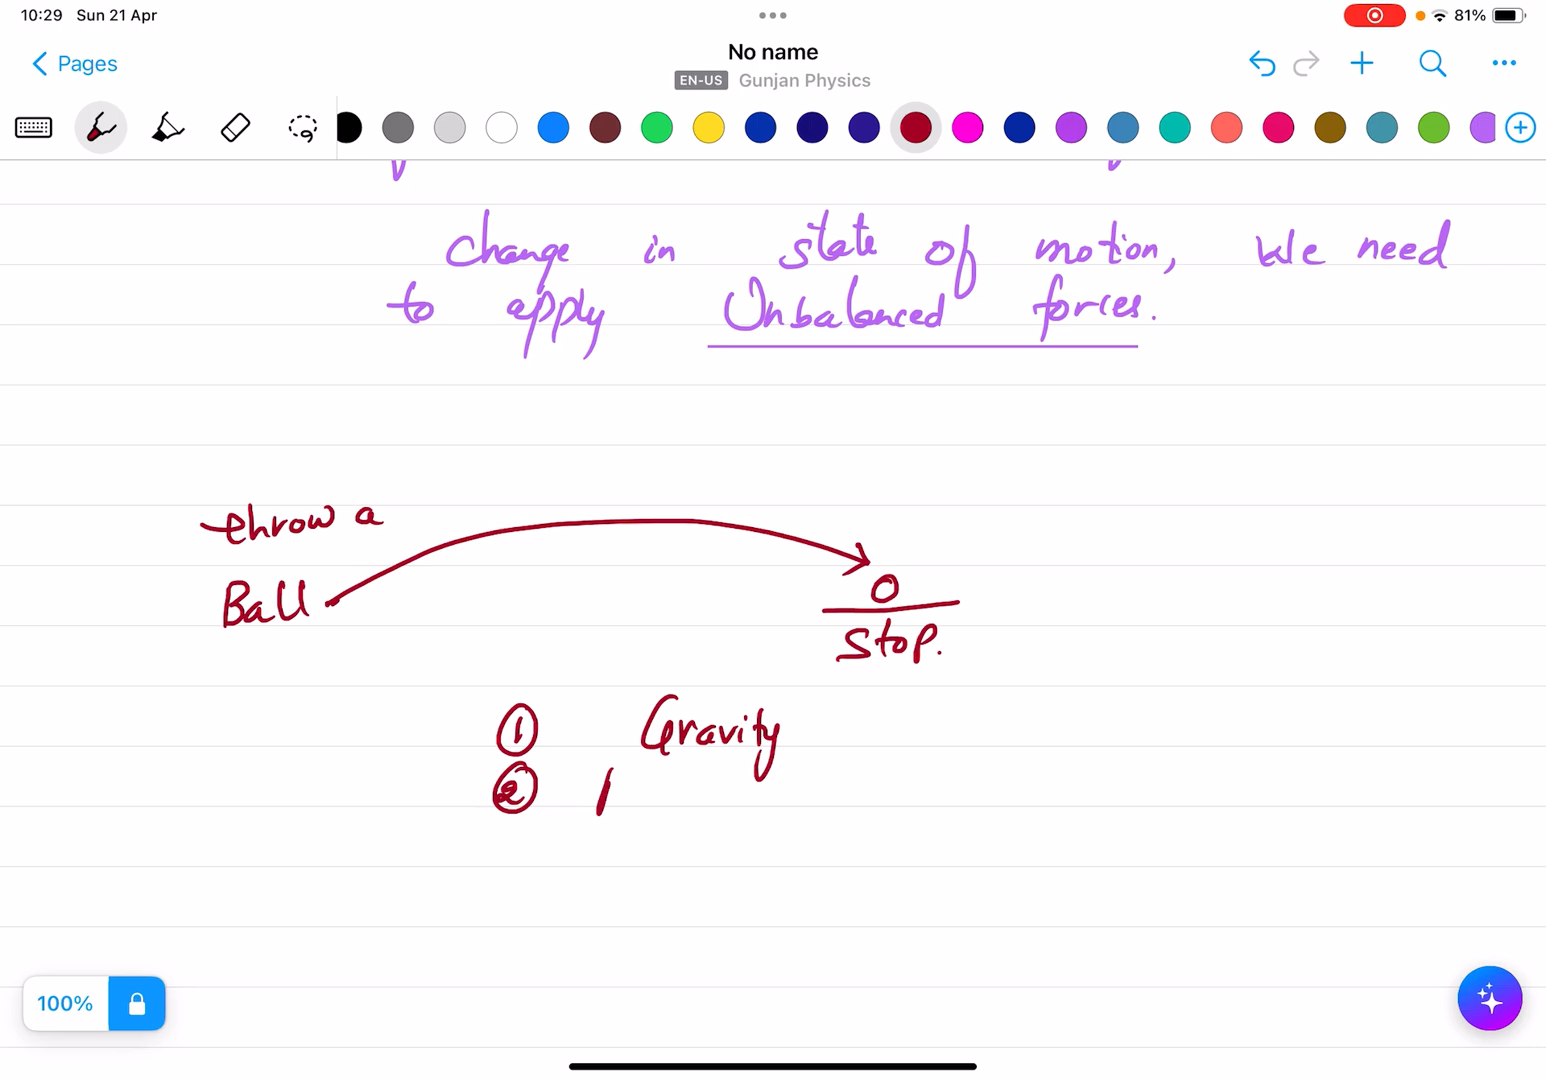 10:29 Sun 21 Apr
81%
Pages
No name
EN-US Gunjan Physics
change in state of motion, We need
to apply Unbalanced forces.
throw a
Ball
stop.
① Gravity
②
100%